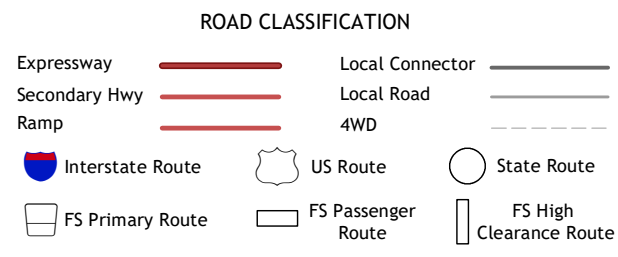 ROAD CLASSIFICATION
Expressway
Local Connector
Secondary Hwy
Local Road
Ramp
4WD
Interstate Route
US Route
State Route
FS Primary Route
FS Passenger
Route
FS High
Clearance Route